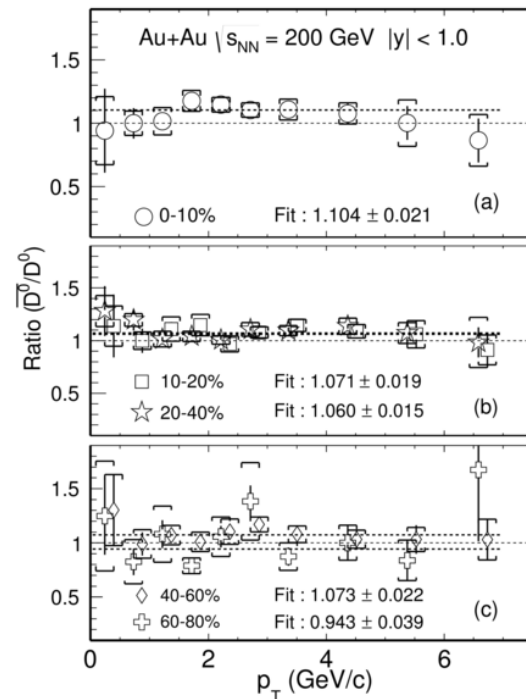 Au+Au √s_NN = 200 GeV |y| < 1.0
1.5
1
0.5
0-10%
Fit : 1.104 ± 0.021
(a)
Ratio (D̅⁰/D⁰)
1.5
1
0.5
10-20%
Fit : 1.071 ± 0.019
20-40%
Fit : 1.060 ± 0.015
(b)
1.5
1
0.5
40-60%
Fit : 1.073 ± 0.022
60-80%
Fit : 0.943 ± 0.039
(c)
0 2 4 6
p_T (GeV/c)